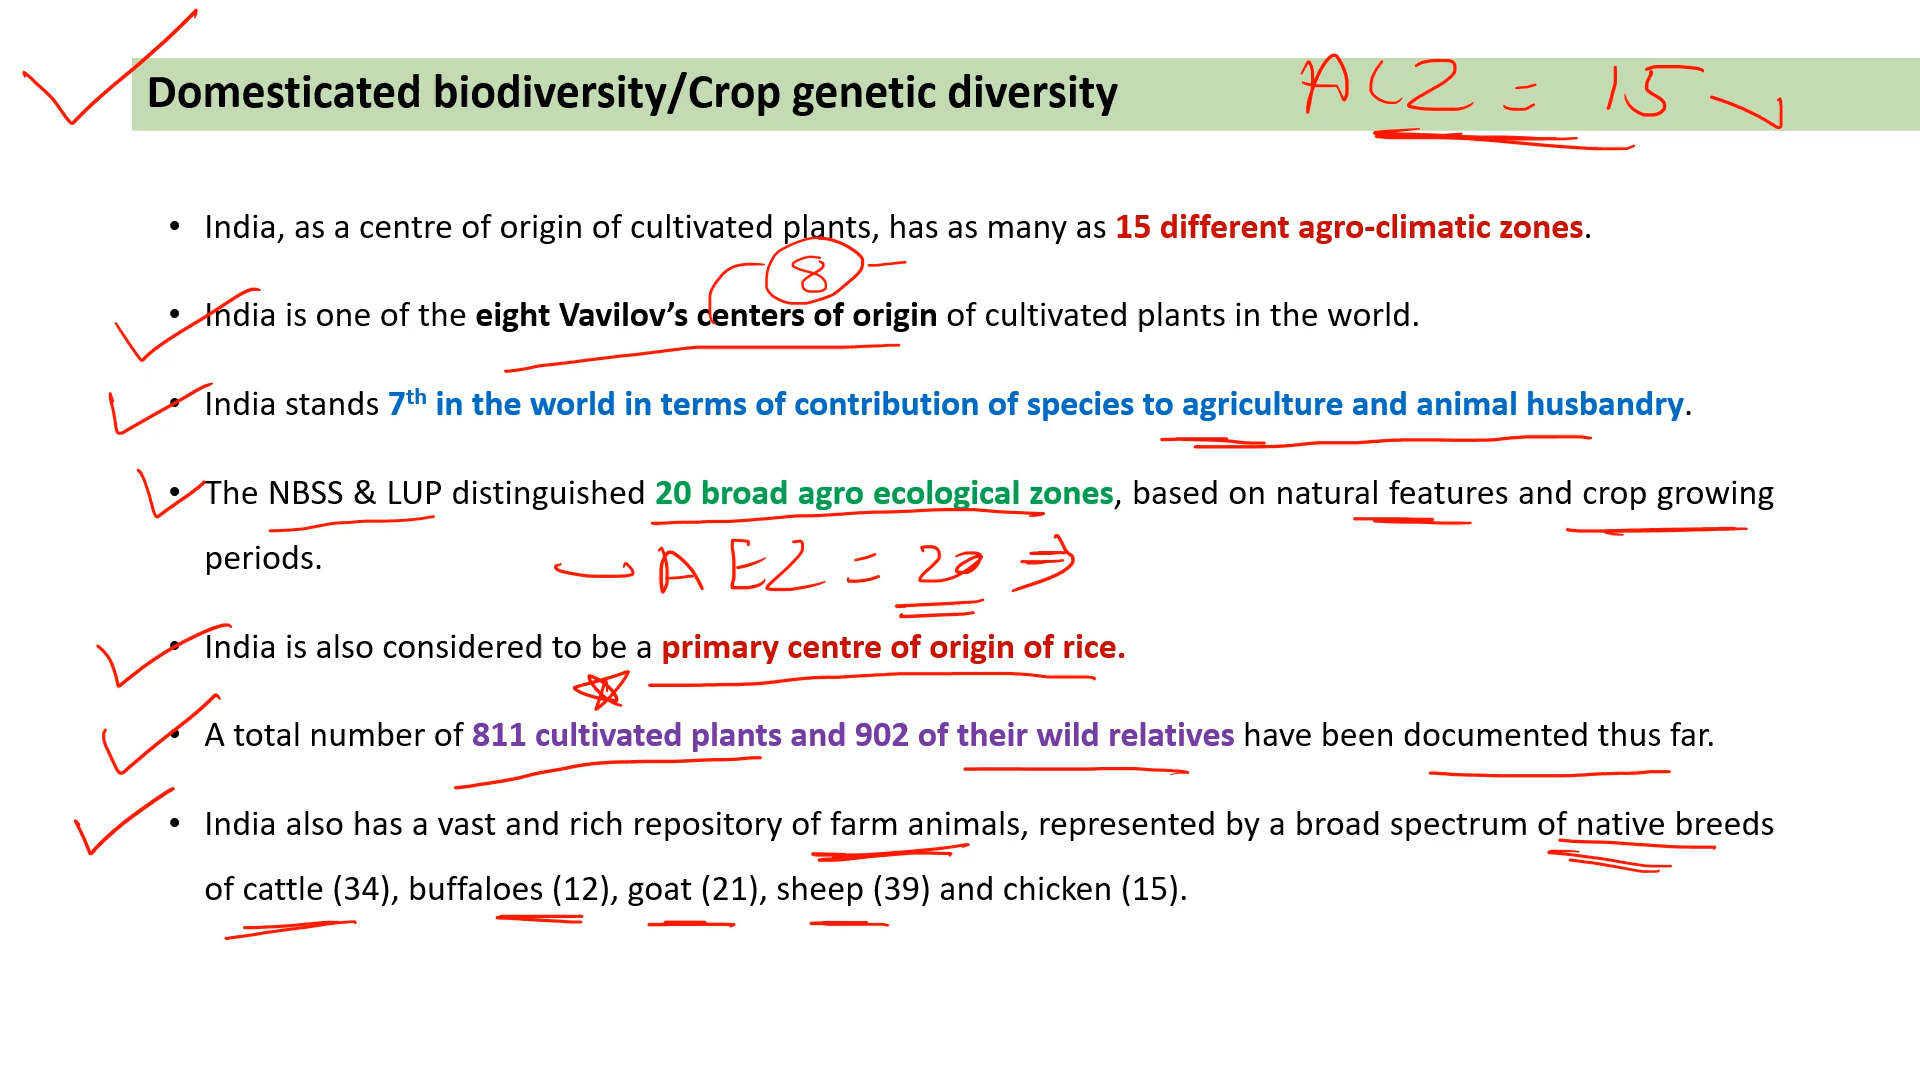 Domesticated biodiversity/Crop genetic diversity
ACZ = 15
• India, as a centre of origin of cultivated plants, has as many as 15 different agro-climatic zones.
8
• India is one of the eight Vavilov’s centers of origin of cultivated plants in the world.
• India stands 7th in the world in terms of contribution of species to agriculture and animal husbandry.
• The NBSS & LUP distinguished 20 broad agro ecological zones, based on natural features and crop growing
periods.
AEZ = 20 ⇒
• India is also considered to be a primary centre of origin of rice.
• A total number of 811 cultivated plants and 902 of their wild relatives have been documented thus far.
• India also has a vast and rich repository of farm animals, represented by a broad spectrum of native breeds
of cattle (34), buffaloes (12), goat (21), sheep (39) and chicken (15).